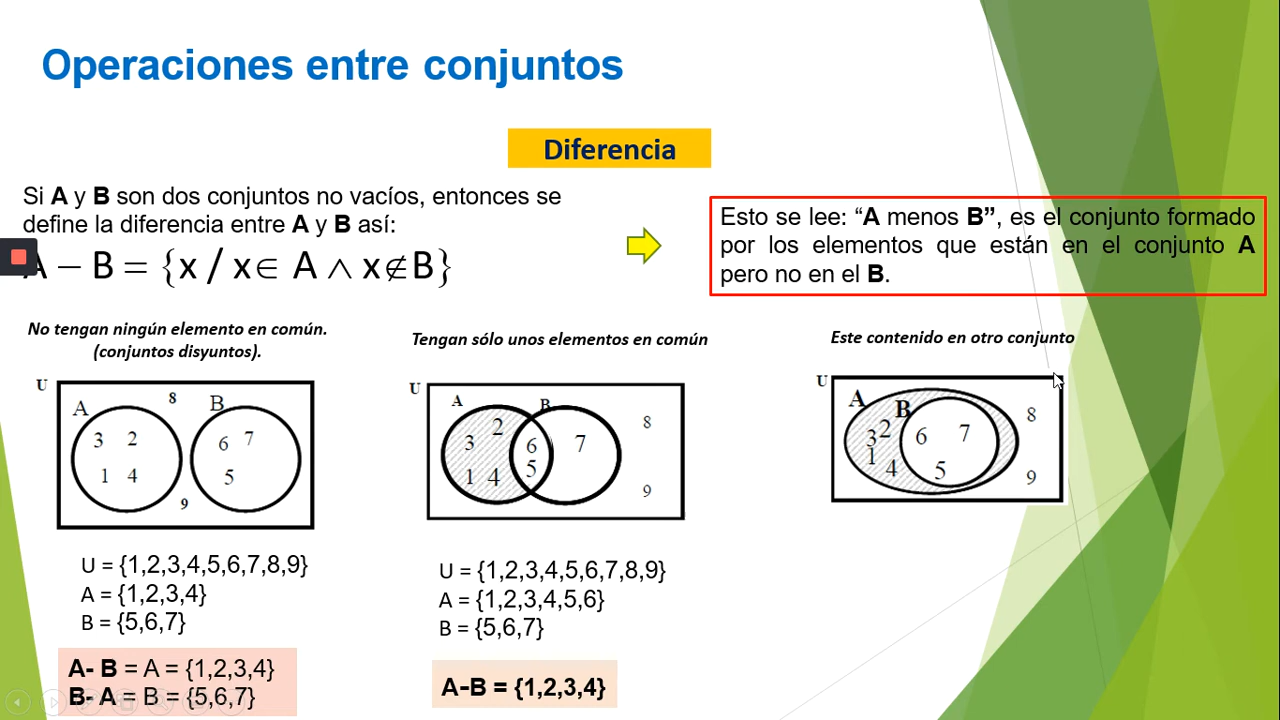 Operaciones entre conjuntos
Diferencia
Si A y B son dos conjuntos no vacíos, entonces se
define la diferencia entre A y B así:
A − B = {x / x∈ A ∧ x∉B}
Esto se lee: “A menos B”, es el conjunto formado
por los elementos que están en el conjunto A
pero no en el B.
No tengan ningún elemento en común.
(conjuntos disyuntos).
U
A
8
B
3 2
6 7
1 4
5
9
U = {1,2,3,4,5,6,7,8,9}
A = {1,2,3,4}
B = {5,6,7}
A- B = A = {1,2,3,4}
B- A = B = {5,6,7}
Tengan sólo unos elementos en común
U
A
B
2
3
6
7
8
1 4
5
9
U = {1,2,3,4,5,6,7,8,9}
A = {1,2,3,4,5,6}
B = {5,6,7}
A-B = {1,2,3,4}
Este contenido en otro conjunto
U
A
B
8
3 2
6 7
1
4
5
9